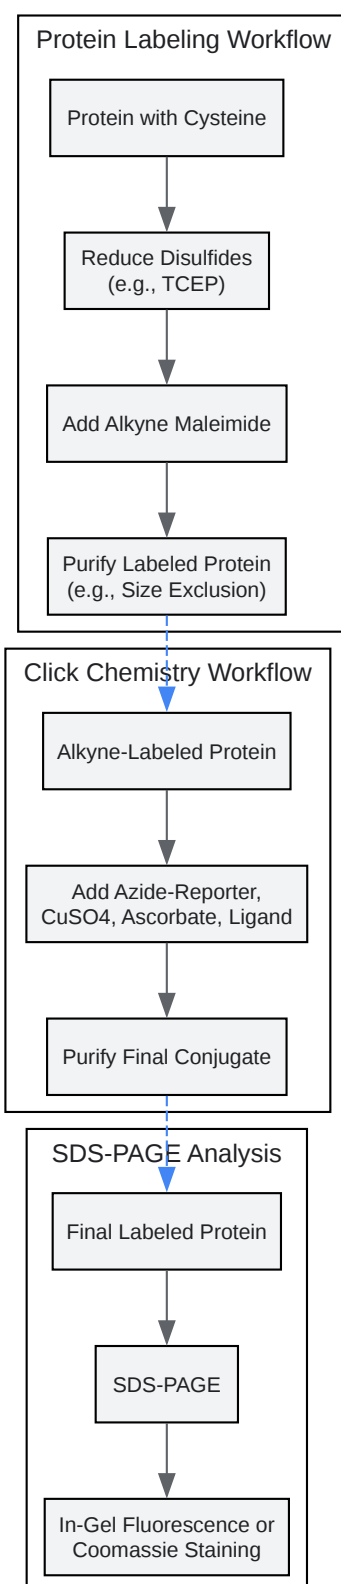 Protein Labeling Workflow
Protein with Cysteine
Reduce Disulfides
(e.g., TCEP)
Add Alkyne Maleimide
Purify Labeled Protein
(e.g., Size Exclusion)
Click Chemistry Workflow
Alkyne-Labeled Protein
Add Azide-Reporter,
CuSO4, Ascorbate, Ligand
Purify Final Conjugate
SDS-PAGE Analysis
Final Labeled Protein
SDS-PAGE
In-Gel Fluorescence or
Coomassie Staining